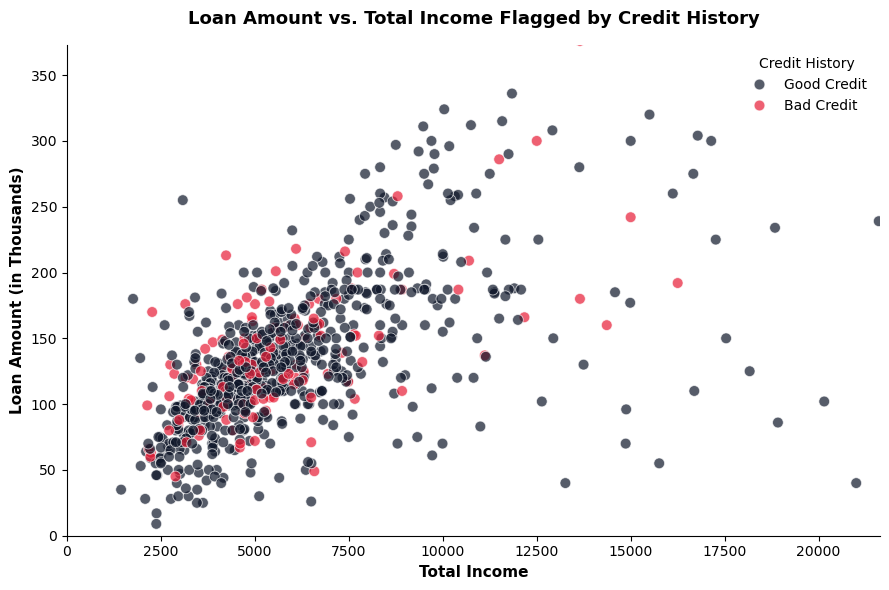 Loan Amount vs. Total Income Flagged by Credit History
Credit History
Good Credit
Bad Credit
Loan Amount (in Thousands)
350
300
250
200
150
100
50
0
0 2500 5000 7500 10000 12500 15000 17500 20000
Total Income